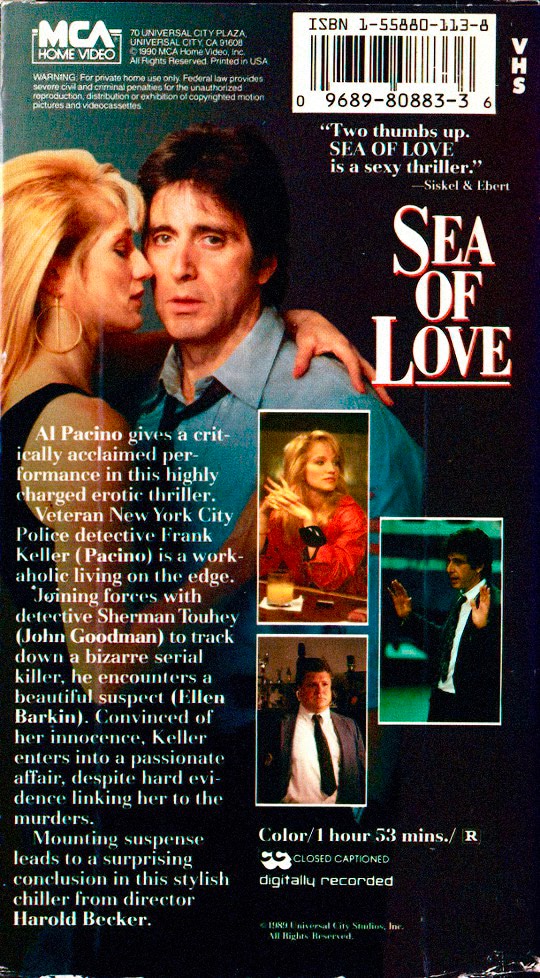 MCA
HOME VIDEO
70 UNIVERSAL CITY PLAZA,
UNIVERSAL CITY, CA 91608
© 1990 MCA Home Video, Inc.
All Rights Reserved. Printed in USA.
WARNING: For private home use only. Federal law provides
severe civil and criminal penalties for the unauthorized
reproduction, distribution or exhibition of copyrighted motion
pictures and videocassettes.
ISBN 1-55880-113-8
0 9689-80883-3 6
VHS
“Two thumbs up.
SEA OF LOVE
is a sexy thriller.”
—Siskel & Ebert
SEA
OF
LOVE
Al Pacino gives a crit-
ically acclaimed per-
formance in this highly
charged erotic thriller.
Veteran New York City
Police detective Frank
Keller (Pacino) is a work-
aholic living on the edge.
Joining forces with
detective Sherman Touhey
(John Goodman) to track
down a bizarre serial
killer, he encounters a
beautiful suspect (Ellen
Barkin). Convinced of
her innocence, Keller
enters into a passionate
affair, despite hard evi-
dence linking her to the
murders.
Mounting suspense
leads to a surprising
conclusion in this stylish
chiller from director
Harold Becker.
Color/1 hour 53 mins./ R
CLOSED CAPTIONED
digitally recorded
© 1989 Universal City Studios, Inc.
All Rights Reserved.